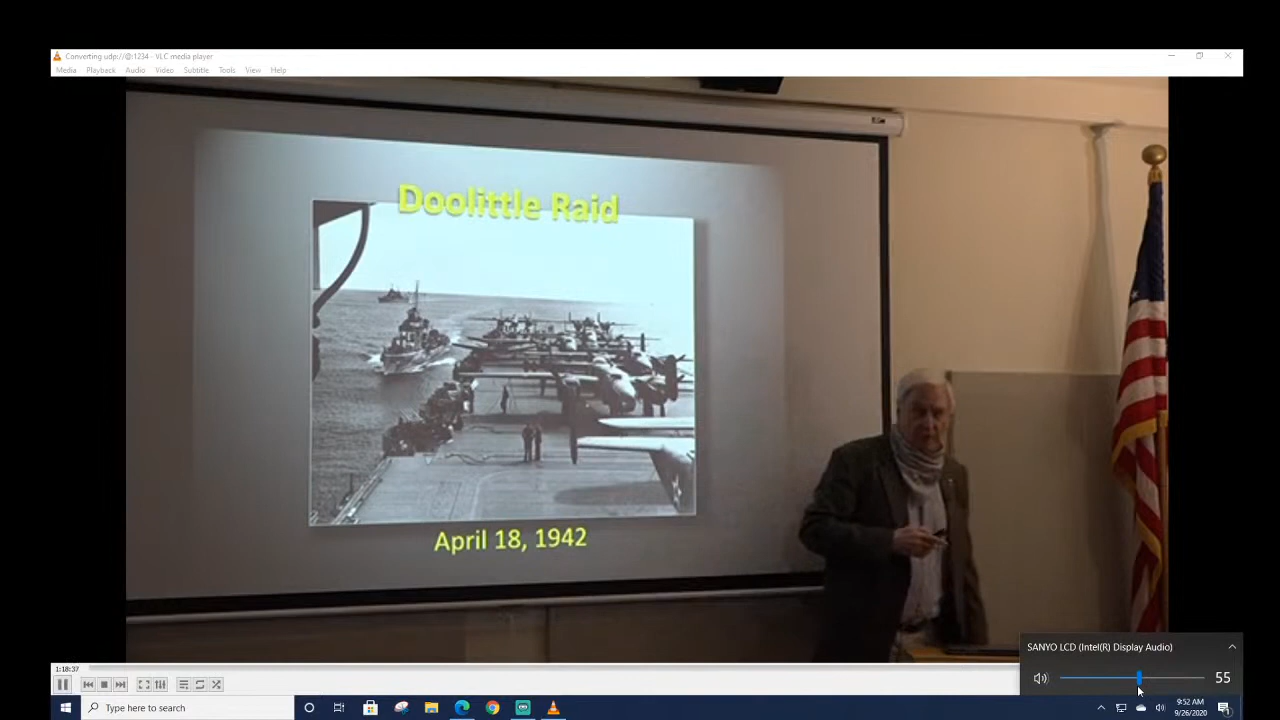 Converting udp://@:1234 - VLC media player
Media Playback Audio Video Subtitle Tools View Help
Doolittle Raid
April 18, 1942
SANYO LCD (Intel(R) Display Audio)
55
1:18:37
Type here to search
9:52 AM
9/26/2020
1